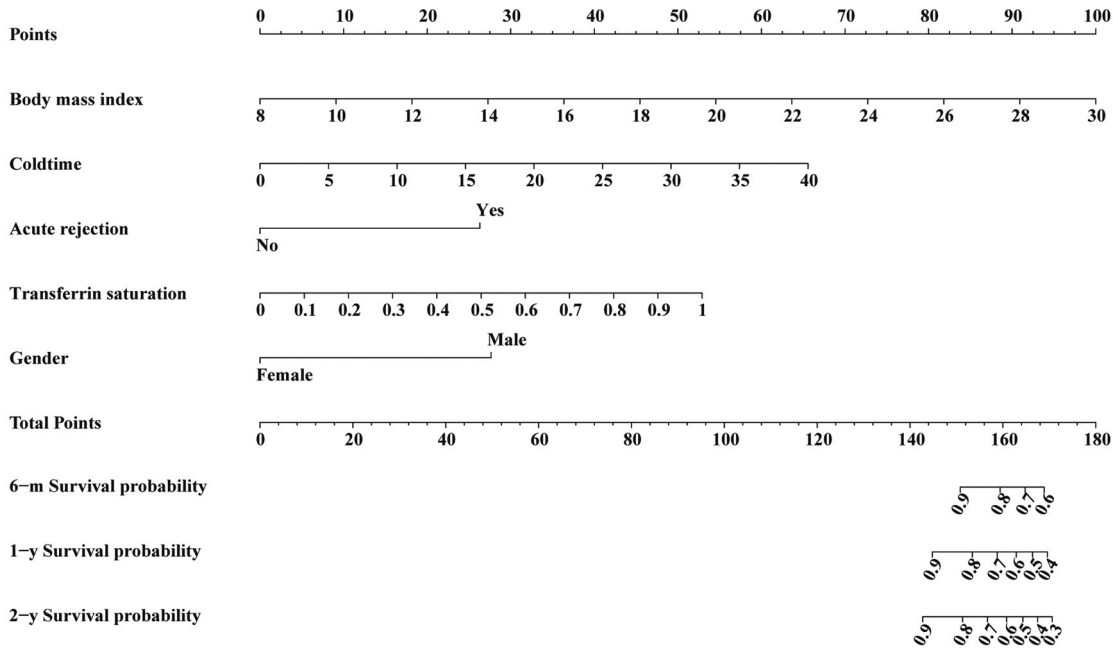 0 10 20 30 40 50 60 70 80 90 100
Points
Body mass index
8 10 12 14 16 18 20 22 24 26 28 30
Coldtime
0 5 10 15 20 25 30 35 40
Yes
Acute rejection
No
Transferrin saturation
0 0.1 0.2 0.3 0.4 0.5 0.6 0.7 0.8 0.9 1
Male
Gender
Female
Total Points
0 20 40 60 80 100 120 140 160 180
6−m Survival probability
0.9 0.8 0.7 0.6
1−y Survival probability
0.9 0.8 0.7 0.6 0.5 0.4
2−y Survival probability
0.9 0.8 0.7 0.6 0.5 0.4 0.3